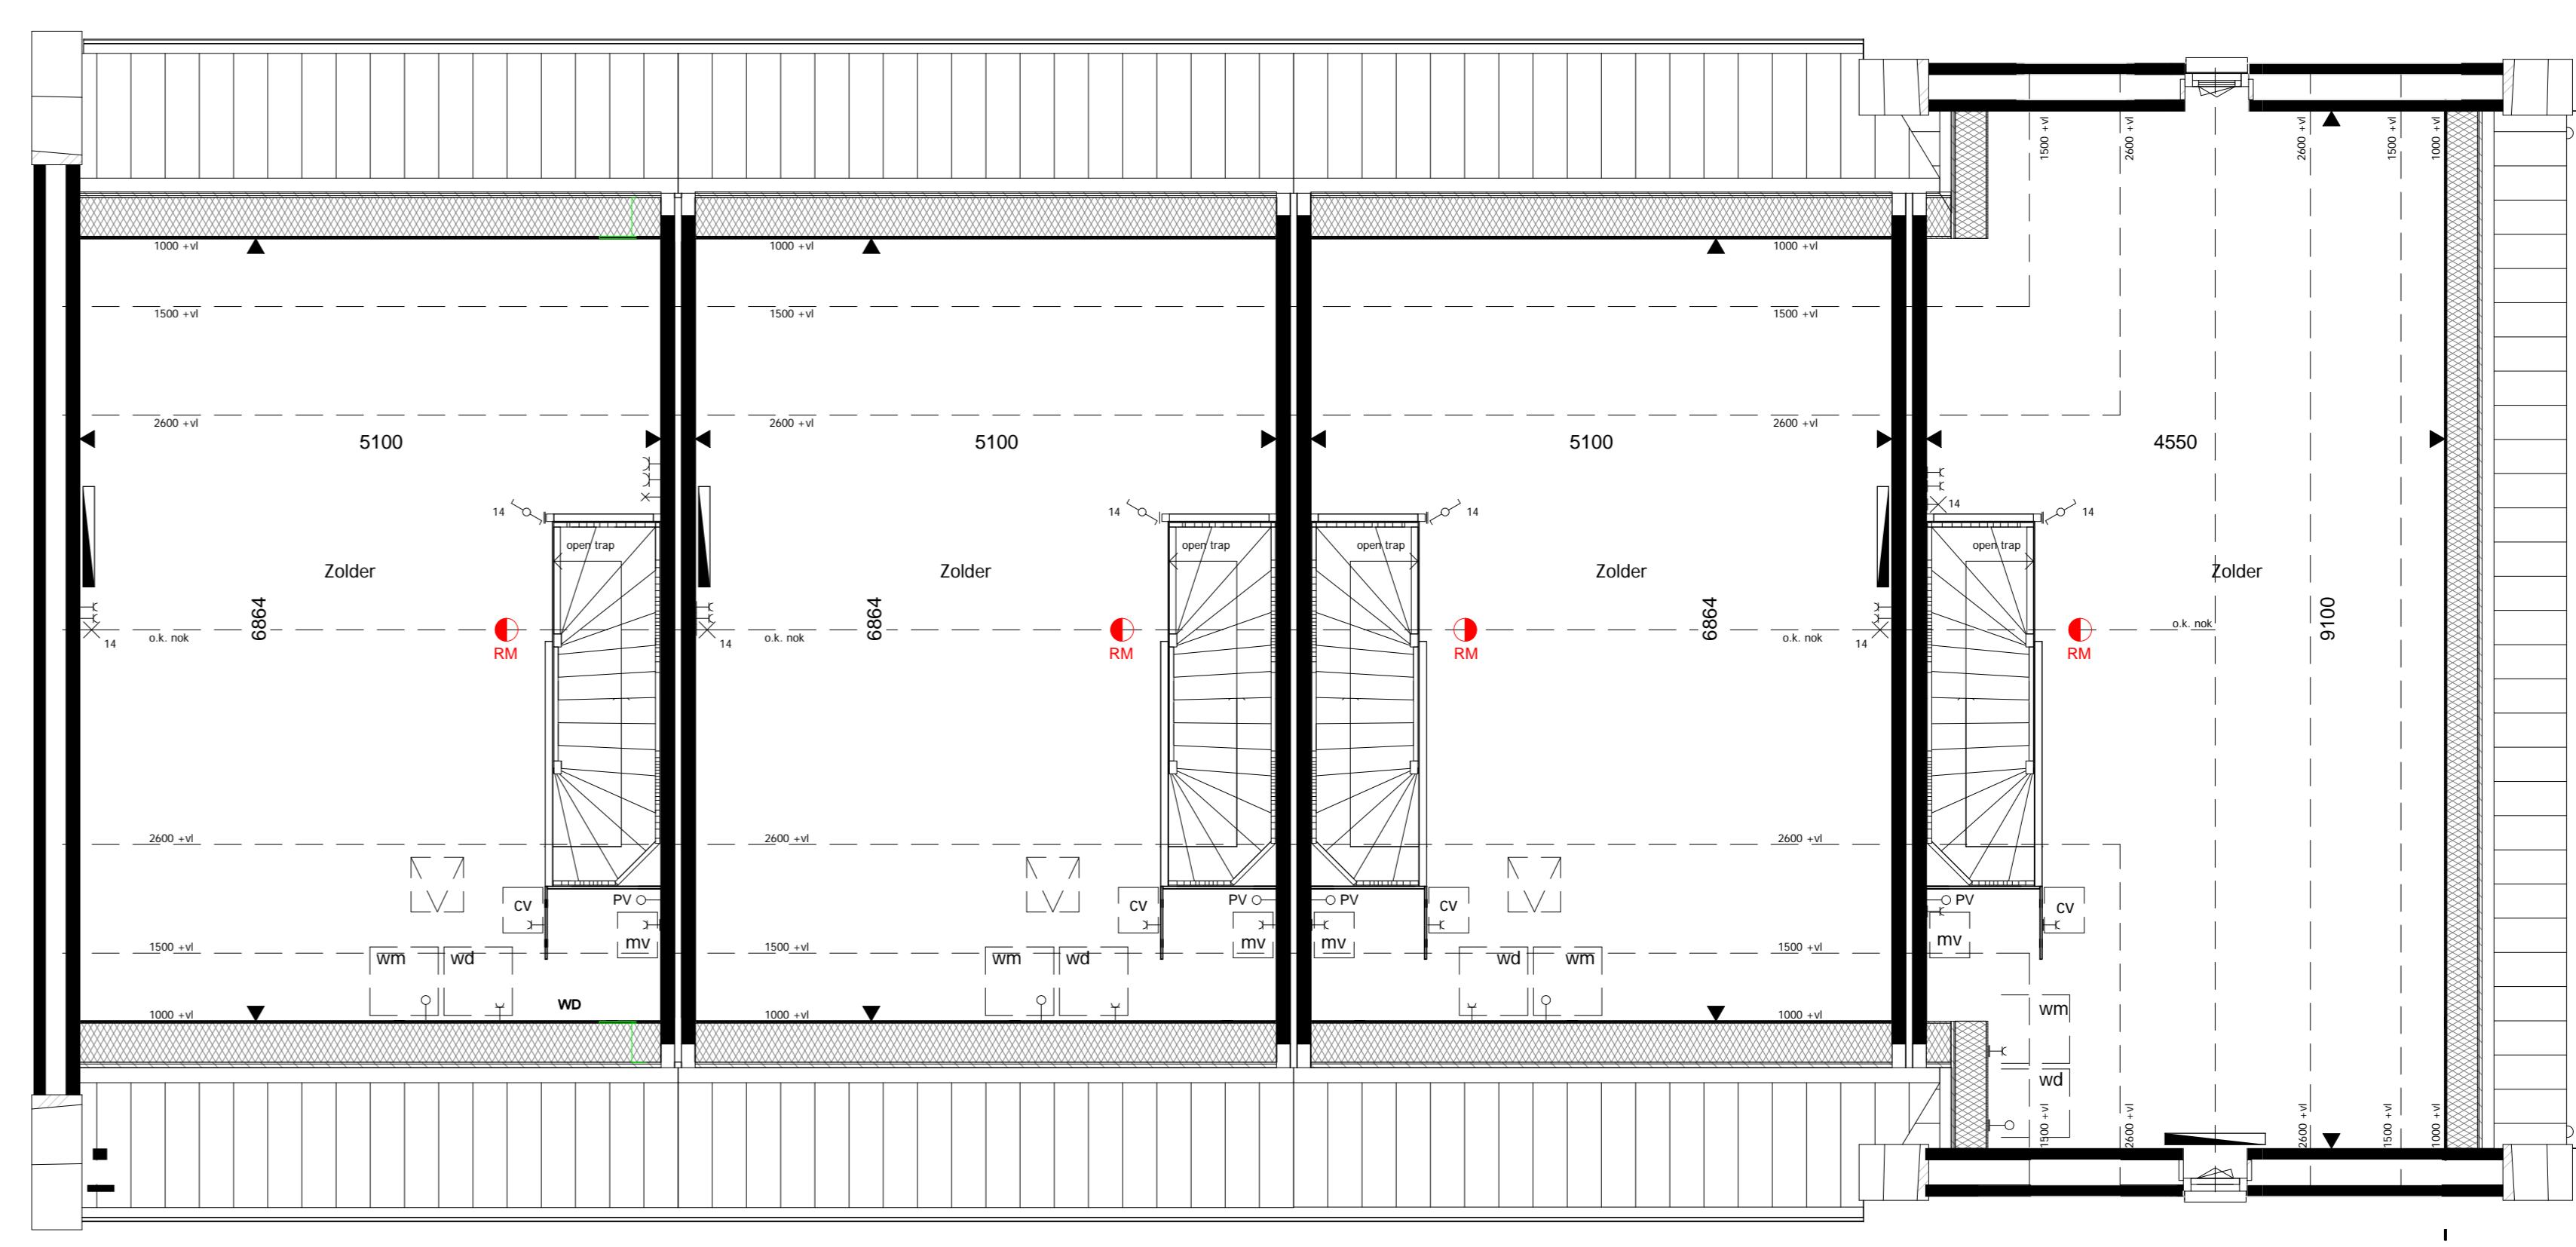 1500 +vl
2600 +vl
2600 +vl
1500 +vl
1000 +vl
1000 +vl
1000 +vl
1000 +vl
1500 +vl
1500 +vl
1500 +vl
2600 +vl
2600 +vl
2600 +vl
5100
5100
5100
4550
14
14
14
14
14
open trap
open trap
open trap
open trap
Zolder
Zolder
Zolder
Zolder
6864
6864
6864
9100
14
o.k. nok
14
o.k. nok
o.k. nok
14
o.k. nok
RM
RM
RM
RM
2600 +vl
2600 +vl
2600 +vl
cv
PV
cv
PV
PV
cv
PV
cv
mv
mv
mv
mv
1500 +vl
1500 +vl
1500 +vl
wm
wd
wm
wd
wd
wm
WD
wm
1000 +vl
1000 +vl
1000 +vl
wd
1500 +vl
2600 +vl
2600 +vl
1500 +vl
1000 +vl